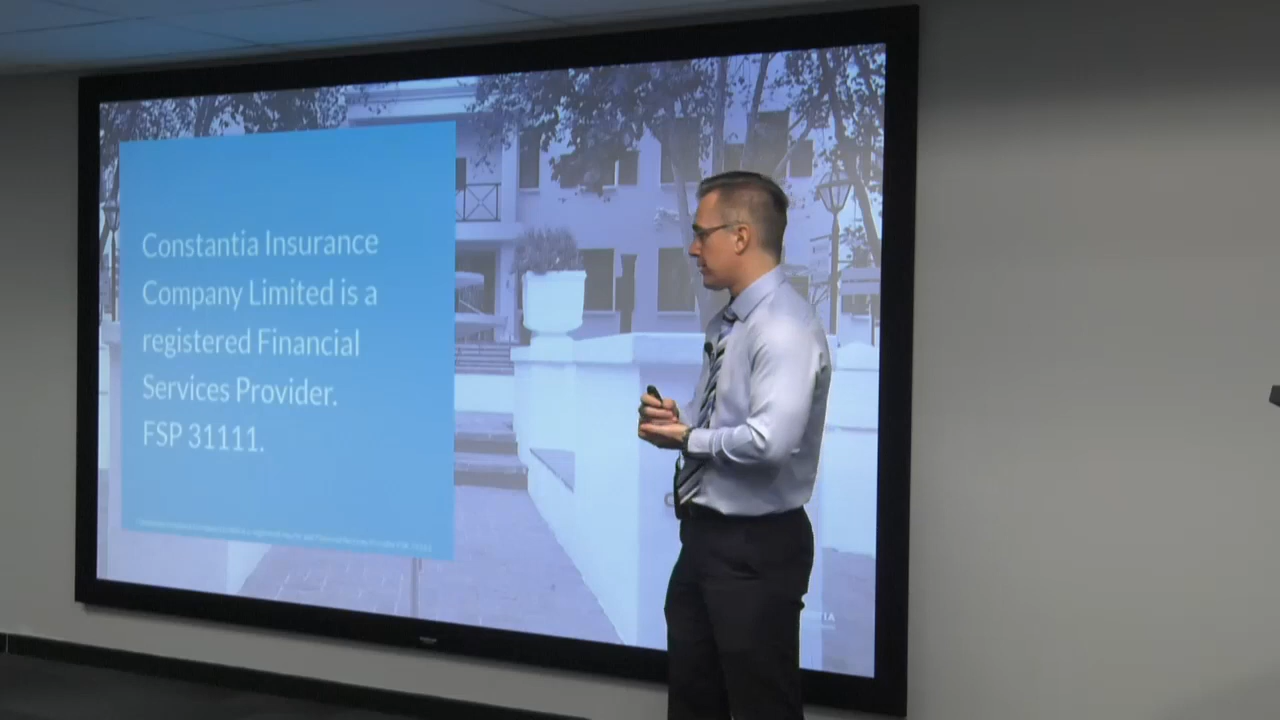 Constantia Insurance
Company Limited is a
registered Financial
Services Provider.
FSP 31111.